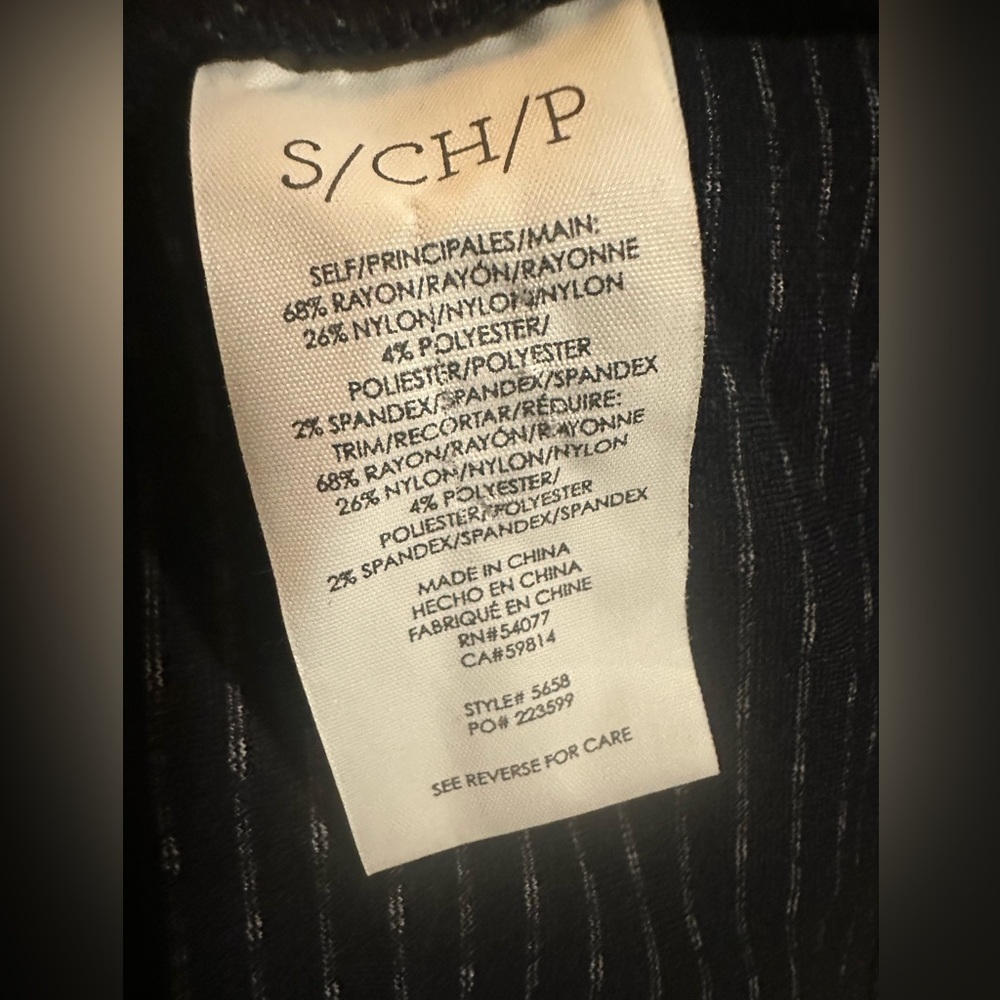 S/CH/P
SELF/PRINCIPALES/MAIN:
68% RAYON/RAYÓN/RAYONNE
26% NYLON/NYLON/NYLON
4% POLYESTER/
POLIESTER/POLYESTER
2% SPANDEX/SPANDEX/SPANDEX
TRIM/RECORTAR/RÉDUIRE:
68% RAYON/RAYÓN/RAYONNE
26% NYLON/NYLON/NYLON
4% POLYESTER/
POLIESTER/POLYESTER
2% SPANDEX/SPANDEX/SPANDEX
MADE IN CHINA
HECHO EN CHINA
FABRIQUÉ EN CHINE
RN#54077
CA#59814
STYLE# 5658
PO# 223599
SEE REVERSE FOR CARE